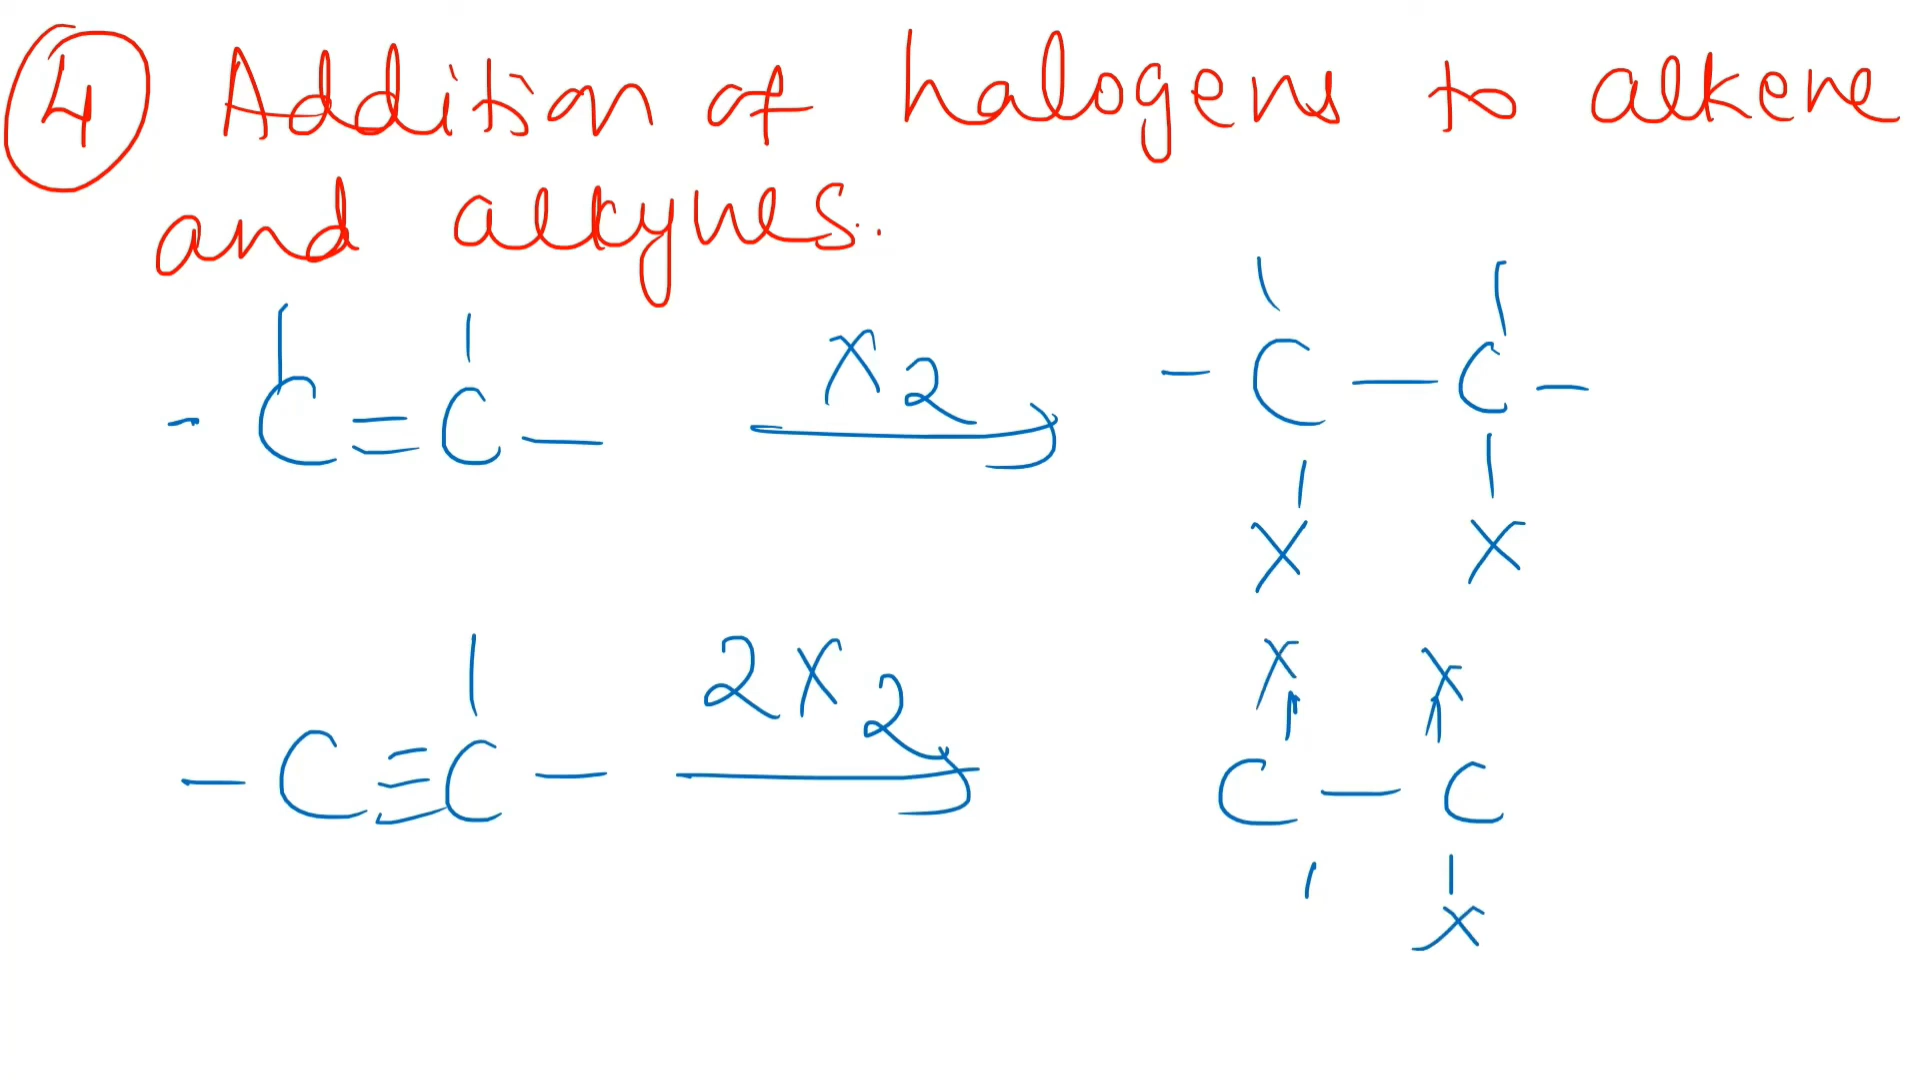 ④ Addition of halogens to alkene
and alkynes.
- C = C - X2 - C - C -
X X
- C ≡ C - 2X2 X X
C - C
X